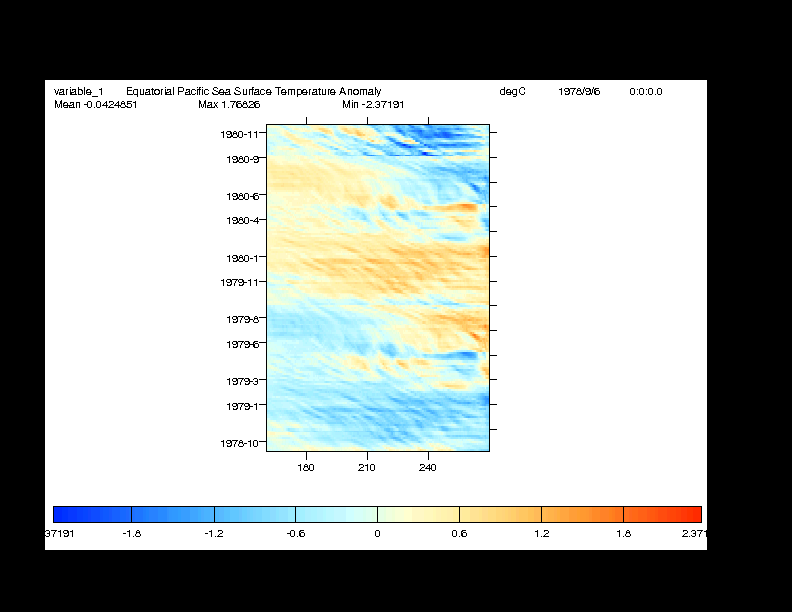 variable_1 Equatorial Pacific Sea Surface Temperature Anomaly degC 1978/9/6 0:0:0.0
Mean -0.0424851 Max 1.76826 Min -2.37191
1980-11
1980-9
1980-6
1980-4
1980-1
1979-11
1979-8
1979-6
1979-3
1979-1
1978-10
180 210 240
37191 -1.8 -1.2 -0.6 0 0.6 1.2 1.8 2.371